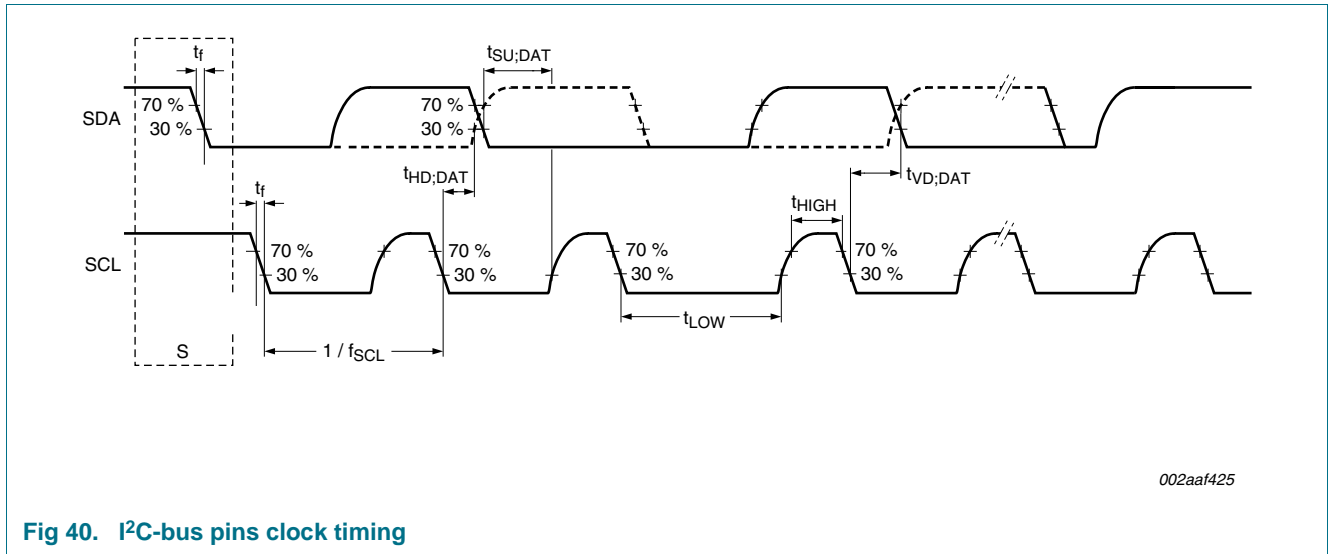 tf
tSU;DAT
SDA
70 %
30 %
70 %
30 %
tHD;DAT
tVD;DAT
tf
tHIGH
SCL
70 %
30 %
70 %
30 %
70 %
30 %
70 %
30 %
tLOW
S
1 / fSCL
002aaf425
Fig 40. I²C-bus pins clock timing